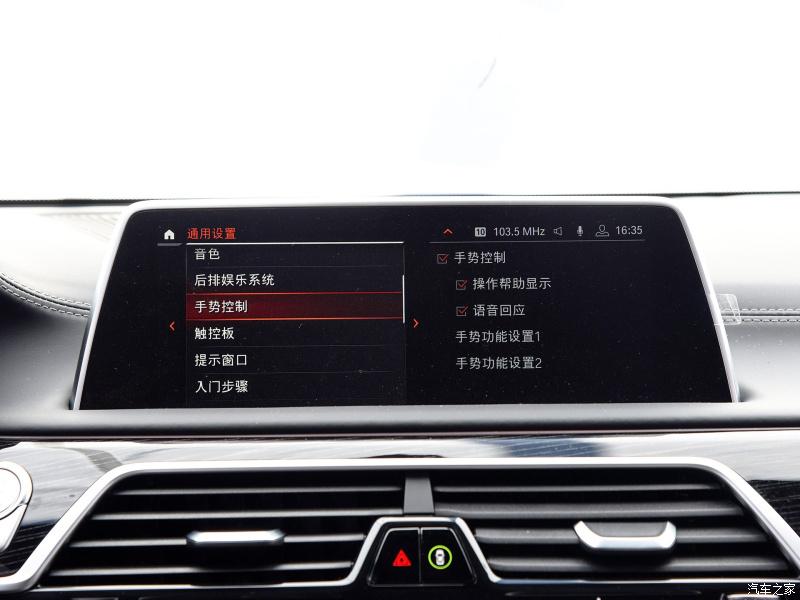 通用设置
音色
后排娱乐系统
手势控制
触控板
提示窗口
入门步骤
10 103.5 MHz 16:35
手势控制
操作帮助显示
语音回应
手势功能设置1
手势功能设置2
汽车之家